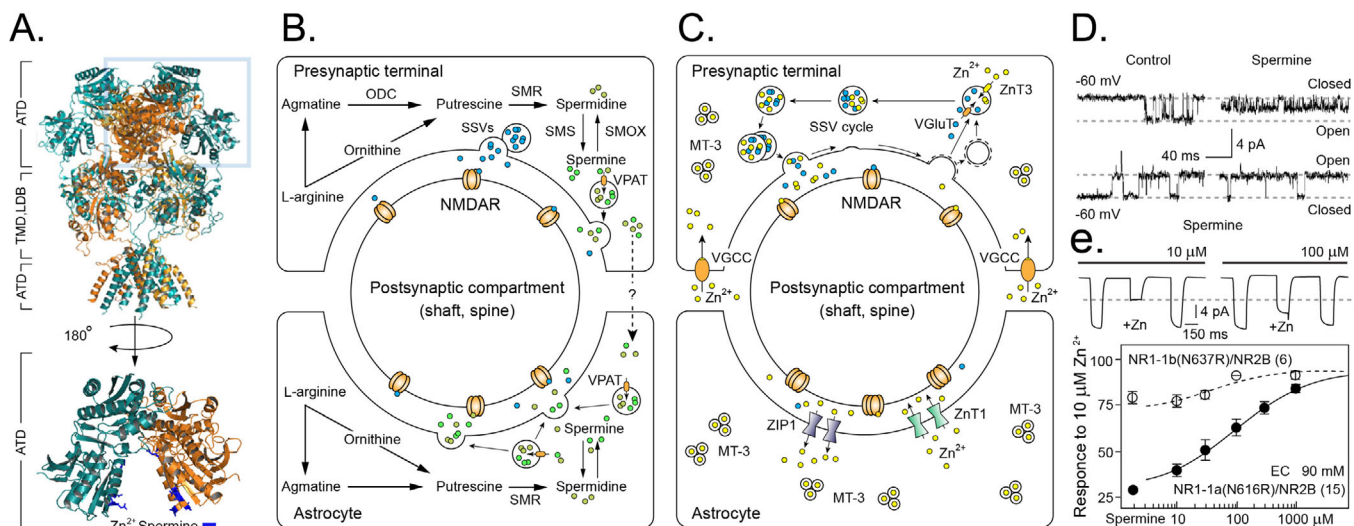 A.
ATD
TMD,LDB
ATD
180°
ATD
Zn²⁺Spermine
B.
Presynaptic terminal
Agmatine
ODC
Putrescine
SMR
Spermidine
SSVs
SMS
SMOX
Ornithine
Spermine
VPAT
L-arginine
NMDAR
Postsynaptic compartment
(shaft, spine)
?
L-arginine
VPAT
Ornithine
Spermine
Agmatine
Putrescine
SMR
Spermidine
Astrocyte
C.
Presynaptic terminal
Zn²⁺
ZnT3
SSV cycle
VGluT
MT-3
MT-3
NMDAR
VGCC
VGCC
Zn²⁺
Zn²⁺
Postsynaptic compartment
(shaft, spine)
ZIP1
ZnT1
MT-3
MT-3
Zn²⁺
Zn²⁺
MT-3
Astrocyte
D.
Control
Spermine
-60 mV
Closed
Open
4 pA
40 ms
Open
-60 mV
Closed
Spermine
e.
10 µM
100 µM
+Zn
4 pA
150 ms
+Zn
Responce to 10 µM Zn²⁺
100
75
50
25
NR1-1b(N637R)/NR2B (6)
EC 90 mM
NR1-1a(N616R)/NR2B (15)
Spermine
10
100
1000 µM